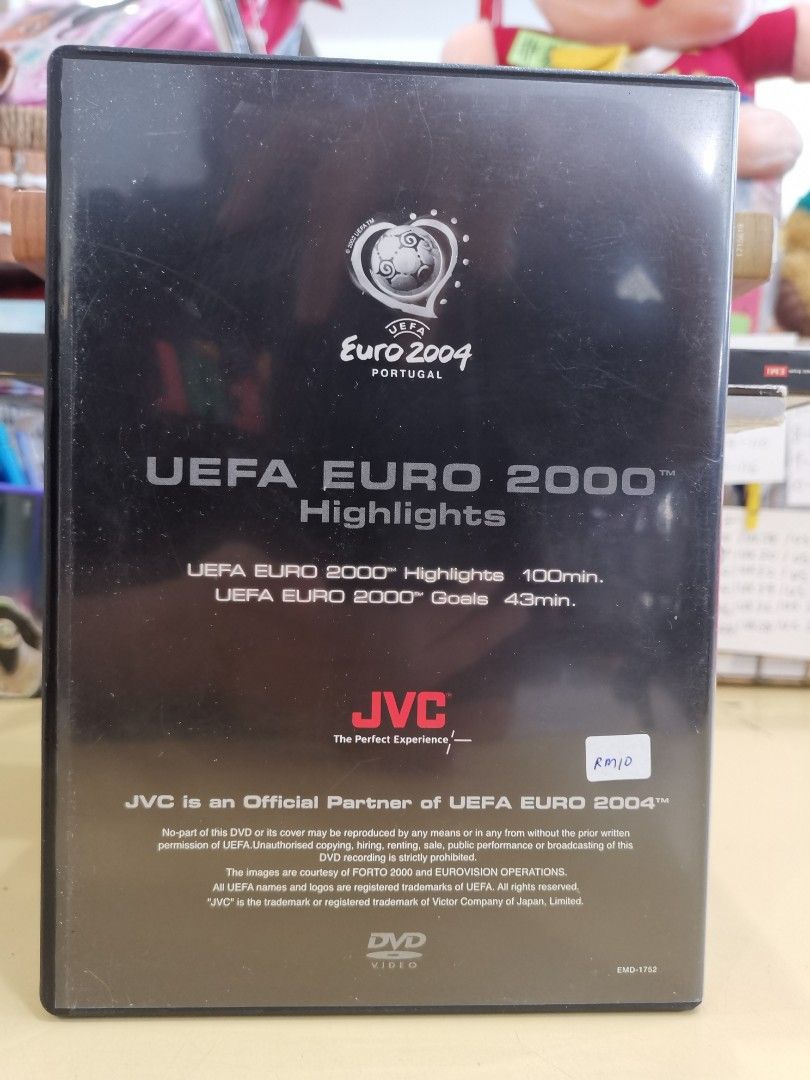 © 2002 UEFA TM
UEFA
Euro 2004
PORTUGAL
UEFA EURO 2000™
Highlights
UEFA EURO 2000™ Highlights 100min.
UEFA EURO 2000™ Goals 43min.
JVC
The Perfect Experience
RM10
JVC is an Official Partner of UEFA EURO 2004™
No-part of this DVD or its cover may be reproduced by any means or in any from without the prior written
permission of UEFA.Unauthorised copying, hiring, renting, sale, public performance or broadcasting of this
DVD recording is strictly prohibited.
The images are courtesy of FORTO 2000 and EUROVISION OPERATIONS.
All UEFA names and logos are registered trademarks of UEFA. All rights reserved.
"JVC" is the trademark or registered trademark of Victor Company of Japan, Limited.
DVD
VIDEO
EMD-1752
EMI